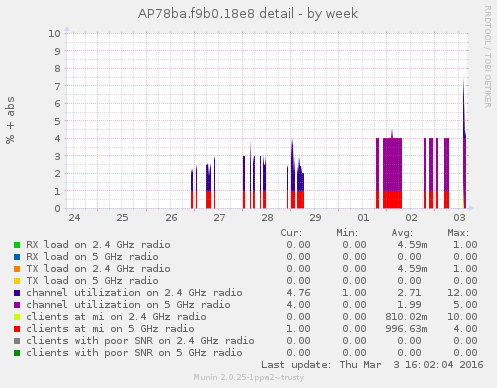 AP78ba.f9b0.18e8 detail - by week
RRDTOOL / TOBI OETIKER
% + abs
10
9
8
7
6
5
4
3
2
1
0
24 25 26 27 28 29 01 02 03
Cur: Min: Avg: Max:
RX load on 2.4 GHz radio 0.00 0.00 4.59m 1.00
RX load on 5 GHz radio 0.00 0.00 0.00 0.00
TX load on 2.4 GHz radio 0.00 0.00 4.59m 1.00
TX load on 5 GHz radio 0.00 0.00 0.00 0.00
channel utilization on 2.4 GHz radio 4.76 1.00 2.71 12.00
channel utilization on 5 GHz radio 4.00 0.00 1.99 5.00
clients at mi on 2.4 GHz radio 0.00 0.00 810.02m 10.00
clients at mi on 5 GHz radio 1.00 0.00 996.63m 4.00
clients with poor SNR on 2.4 GHz radio 0.00 0.00 0.00 0.00
clients with poor SNR on 5 GHz radio 0.00 0.00 0.00 0.00
Last update: Thu Mar 3 16:02:04 2016
Munin 2.0.25-1ppa2~trusty